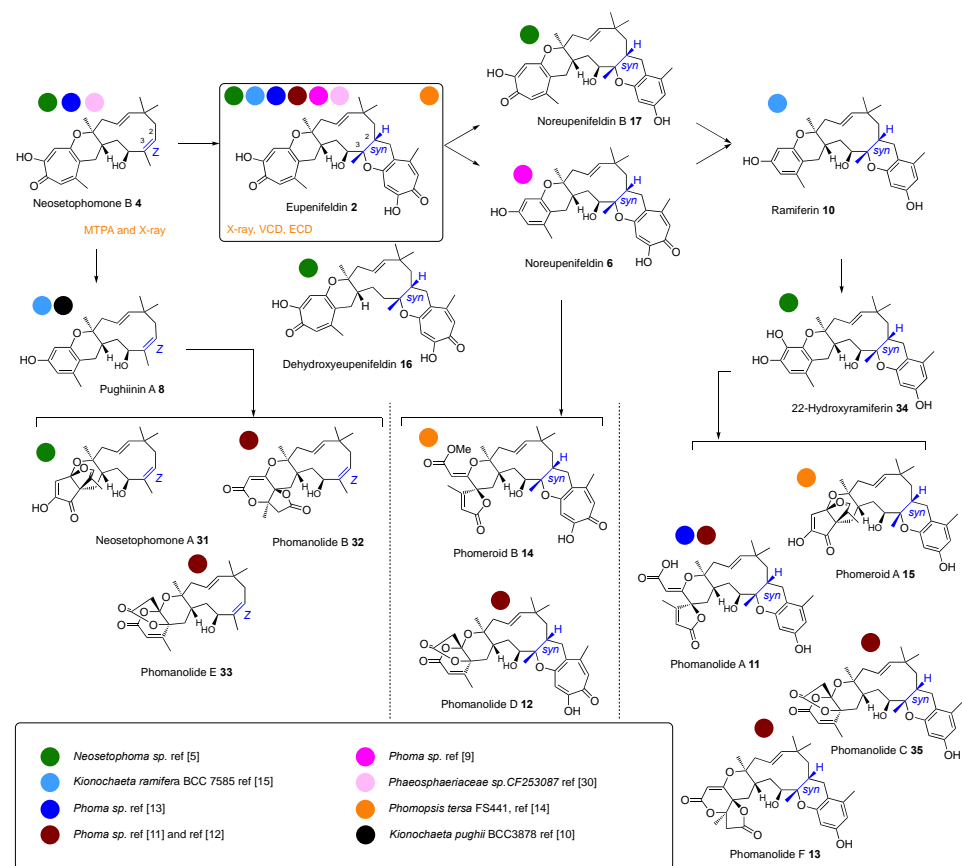 Neosetophomone B 4
MTPA and X-ray
Eupenifeldin 2
X-ray, VCD, ECD
Noreupenifeldin B 17
Noreupenifeldin 6
Ramiferin 10
Dehydroxyeupenifeldin 16
Pughiinin A 8
22-Hydroxyramiferin 34
Neosetophomone A 31
Phomanolide B 32
Phomanolide E 33
Phomeroid B 14
Phomanolide D 12
Phomeroid A 15
Phomanolide A 11
Phomanolide C 35
Phomanolide F 13
Neosetophoma sp. ref [5]
Kionochaeta ramifera BCC 7585 ref [15]
Phoma sp. ref [13]
Phoma sp. ref [11] and ref [12]
Phoma sp. ref [9]
Phaeosphaeriaceae sp.CF253087 ref [30]
Phomopsis tersa FS441, ref [14]
Kionochaeta pughii BCC3878 ref [10]